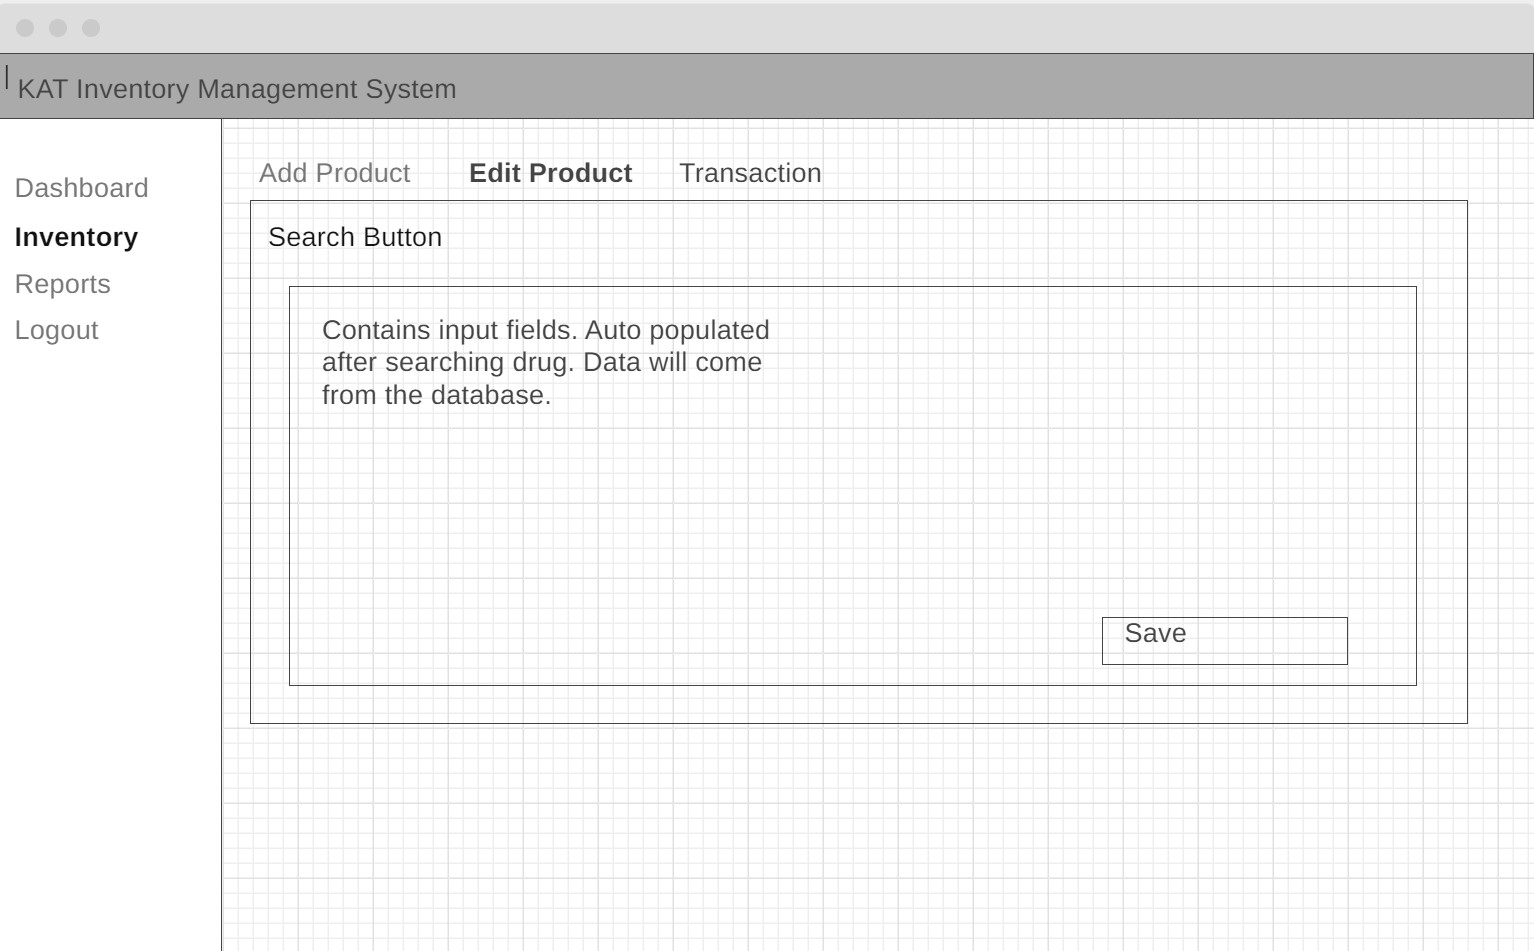 KAT Inventory Management System
Dashboard
Inventory
Reports
Logout
Add Product Edit Product Transaction
Search Button
Contains input fields. Auto populated
after searching drug. Data will come
from the database.
Save